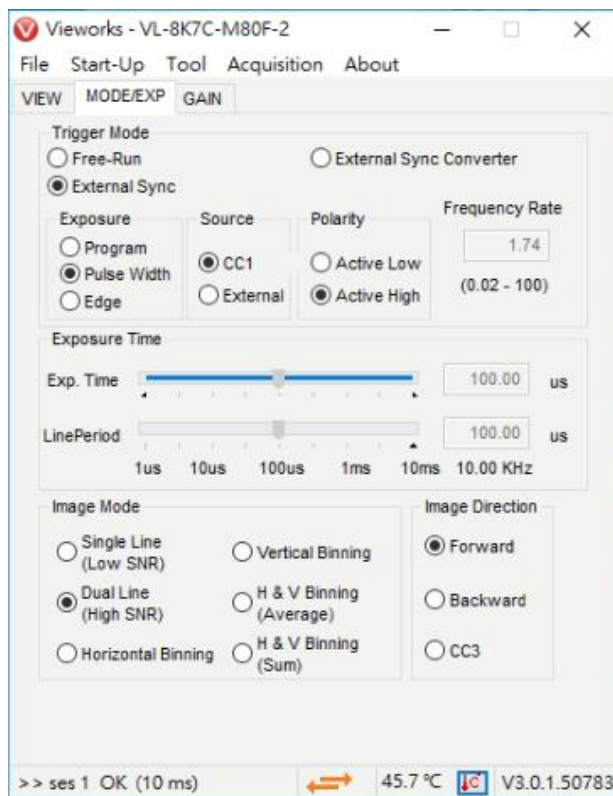 Vieworks - VL-8K7C-M80F-2
File Start-Up Tool Acquisition About
VIEW MODE/EXP GAIN
Trigger Mode
Free-Run External Sync Converter
External Sync
Exposure Source Polarity Frequency Rate
Program 1.74
Pulse Width CC1 Active Low
Edge External Active High (0.02 - 100)
Exposure Time
Exp. Time 100.00 us
LinePeriod 100.00 us
1us 10us 100us 1ms 10ms 10.00 KHz
Image Mode Image Direction
Single Line
(Low SNR) Vertical Binning Forward
Dual Line
(High SNR) H & V Binning
(Average) Backward
Horizontal Binning H & V Binning
(Sum) CC3
>> ses 1 OK (10 ms) 45.7 ℃ C V3.0.1.50783